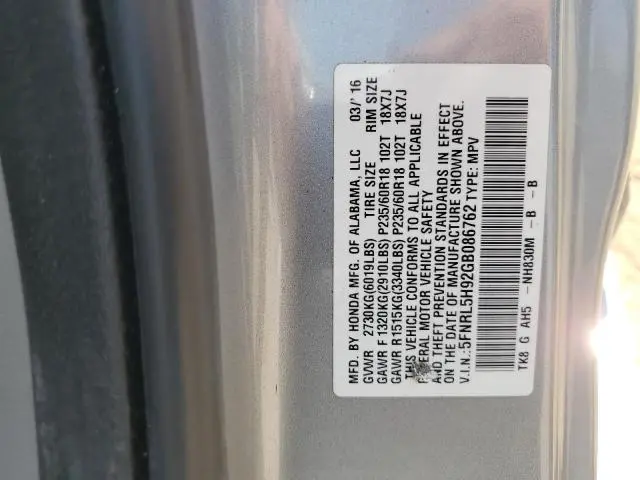 MFD. BY HONDA MFG. OF ALABAMA, LLC 03/'16
GVWR 2730KG(6019LBS) TIRE SIZE RIM SIZE
GAWR F 1320KG(2910LBS) P235/60R18 102T 18X7J
GAWR R1515KG(3340LBS) P235/60R18 102T 18X7J
THIS VEHICLE CONFORMS TO ALL APPLICABLE
FEDERAL MOTOR VEHICLE SAFETY
AND THEFT PREVENTION STANDARDS IN EFFECT
ON THE DATE OF MANUFACTURE SHOWN ABOVE.
V.I.N.:5FNRL5H92GB086762 TYPE: MPV
TK8 G AH5 -NH830M -B -B